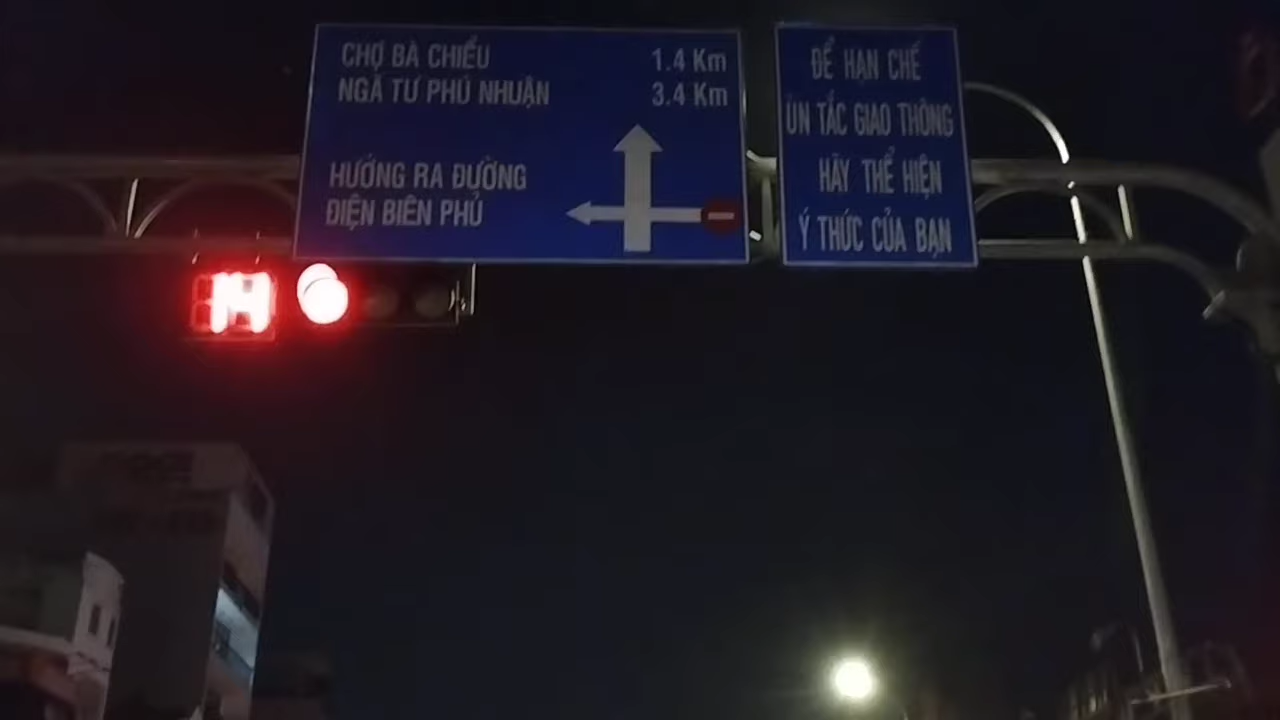 CHỢ BÀ CHIỂU 1.4 Km
NGÃ TƯ PHÚ NHUẬN 3.4 Km
HƯỚNG RA ĐƯỜNG
ĐIỆN BIÊN PHỦ
ĐỂ HẠN CHẾ
ÙN TẮC GIAO THÔNG
HÃY THỂ HIỆN
Ý THỨC CỦA BẠN
14